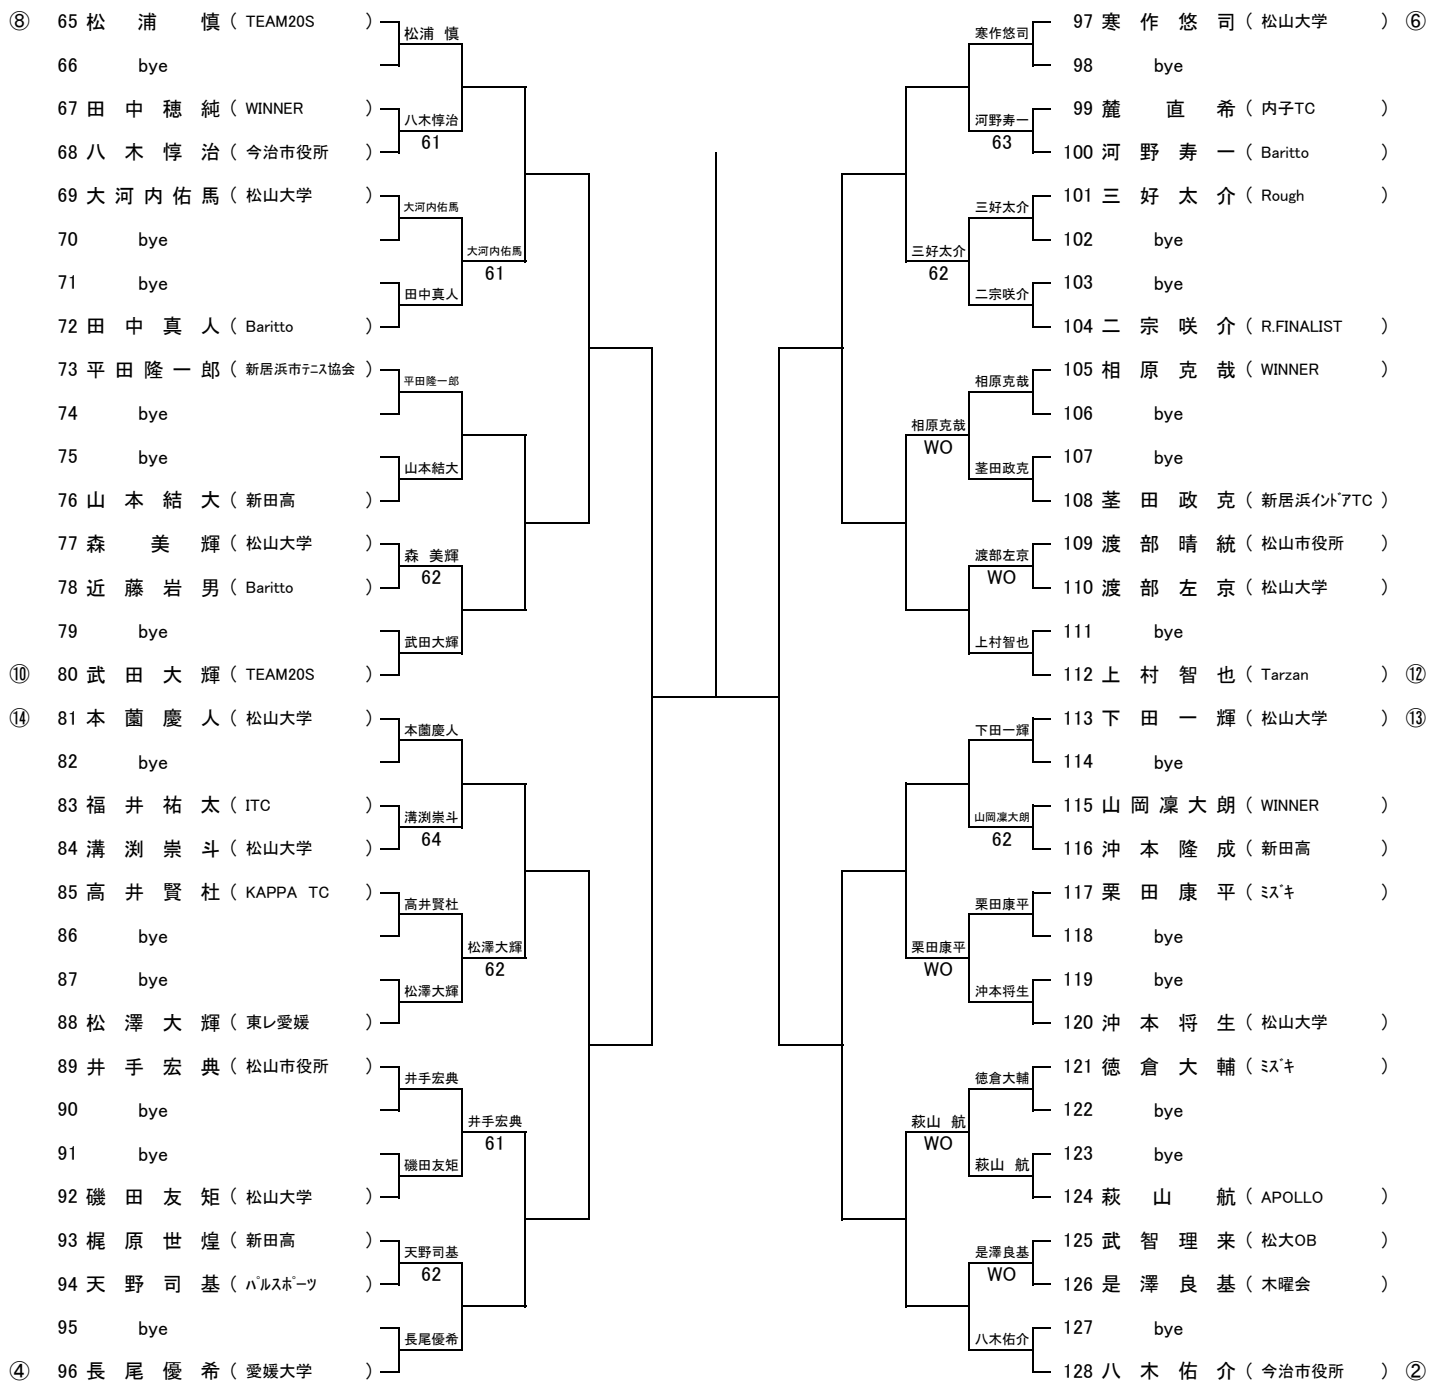 ⑧ 65 松浦 慎 ( TEAM20S )
66 bye
67 田中穂純 ( WINNER )
68 八木惇治 ( 今治市役所 )
69 大河内佑馬 ( 松山大学 )
70 bye
71 bye
72 田中真人 ( Baritto )
73 平田隆一郎 ( 新居浜市テニス協会 )
74 bye
75 bye
76 山本結大 ( 新田高 )
77 森 美輝 ( 松山大学 )
78 近藤岩男 ( Baritto )
79 bye
⑩ 80 武田大輝 ( TEAM20S )
⑭ 81 本薗慶人 ( 松山大学 )
82 bye
83 福井祐太 ( ITC )
84 溝渕崇斗 ( 松山大学 )
85 高井賢杜 ( KAPPA TC )
86 bye
87 bye
88 松澤大輝 ( 東レ愛媛 )
89 井手宏典 ( 松山市役所 )
90 bye
91 bye
92 磯田友矩 ( 松山大学 )
93 梶原世煌 ( 新田高 )
94 天野司基 ( パルスポーツ )
95 bye
④ 96 長尾優希 ( 愛媛大学 )
松浦 慎
八木惇治
61
大河内佑馬
田中真人
平田隆一郎
山本結大
森 美輝
62
武田大輝
本薗慶人
溝渕崇斗
64
高井賢杜
松澤大輝
井手宏典
磯田友矩
天野司基
62
長尾優希
大河内佑馬
61
松澤大輝
62
井手宏典
61
三好太介
62
相原克哉
WO
栗田康平
WO
萩山 航
WO
寒作悠司
河野寿一
63
三好太介
二宗咲介
相原克哉
茎田政克
渡部左京
WO
上村智也
下田一輝
山岡凜大朗
62
栗田康平
沖本将生
徳倉大輔
萩山 航
是澤良基
WO
八木佑介
97 寒作悠司 ( 松山大学 ) ⑥
98 bye
99 麓 直希 ( 内子TC )
100 河野寿一 ( Baritto )
101 三好太介 ( Rough )
102 bye
103 bye
104 二宗咲介 ( R.FINALIST )
105 相原克哉 ( WINNER )
106 bye
107 bye
108 茎田政克 ( 新居浜インドアTC )
109 渡部晴統 ( 松山市役所 )
110 渡部左京 ( 松山大学 )
111 bye
112 上村智也 ( Tarzan ) ⑫
113 下田一輝 ( 松山大学 ) ⑬
114 bye
115 山岡凜大朗 ( WINNER )
116 沖本隆成 ( 新田高 )
117 栗田康平 ( ミズキ )
118 bye
119 bye
120 沖本将生 ( 松山大学 )
121 徳倉大輔 ( ミズキ )
122 bye
123 bye
124 萩山 航 ( APOLLO )
125 武智理来 ( 松大OB )
126 是澤良基 ( 木曜会 )
127 bye
128 八木佑介 ( 今治市役所 ) ②